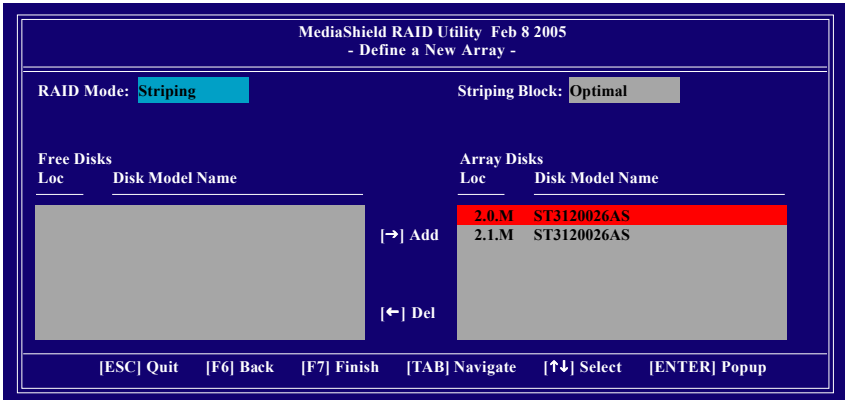 MediaShield RAID Utility Feb 8 2005
- Define a New Array -
RAID Mode: Striping
Striping Block: Optimal
Free Disks
Loc Disk Model Name
Array Disks
Loc Disk Model Name
2.0.M ST3120026AS
2.1.M ST3120026AS
[→] Add
[←] Del
[ESC] Quit [F6] Back [F7] Finish [TAB] Navigate [↑↓] Select [ENTER] Popup